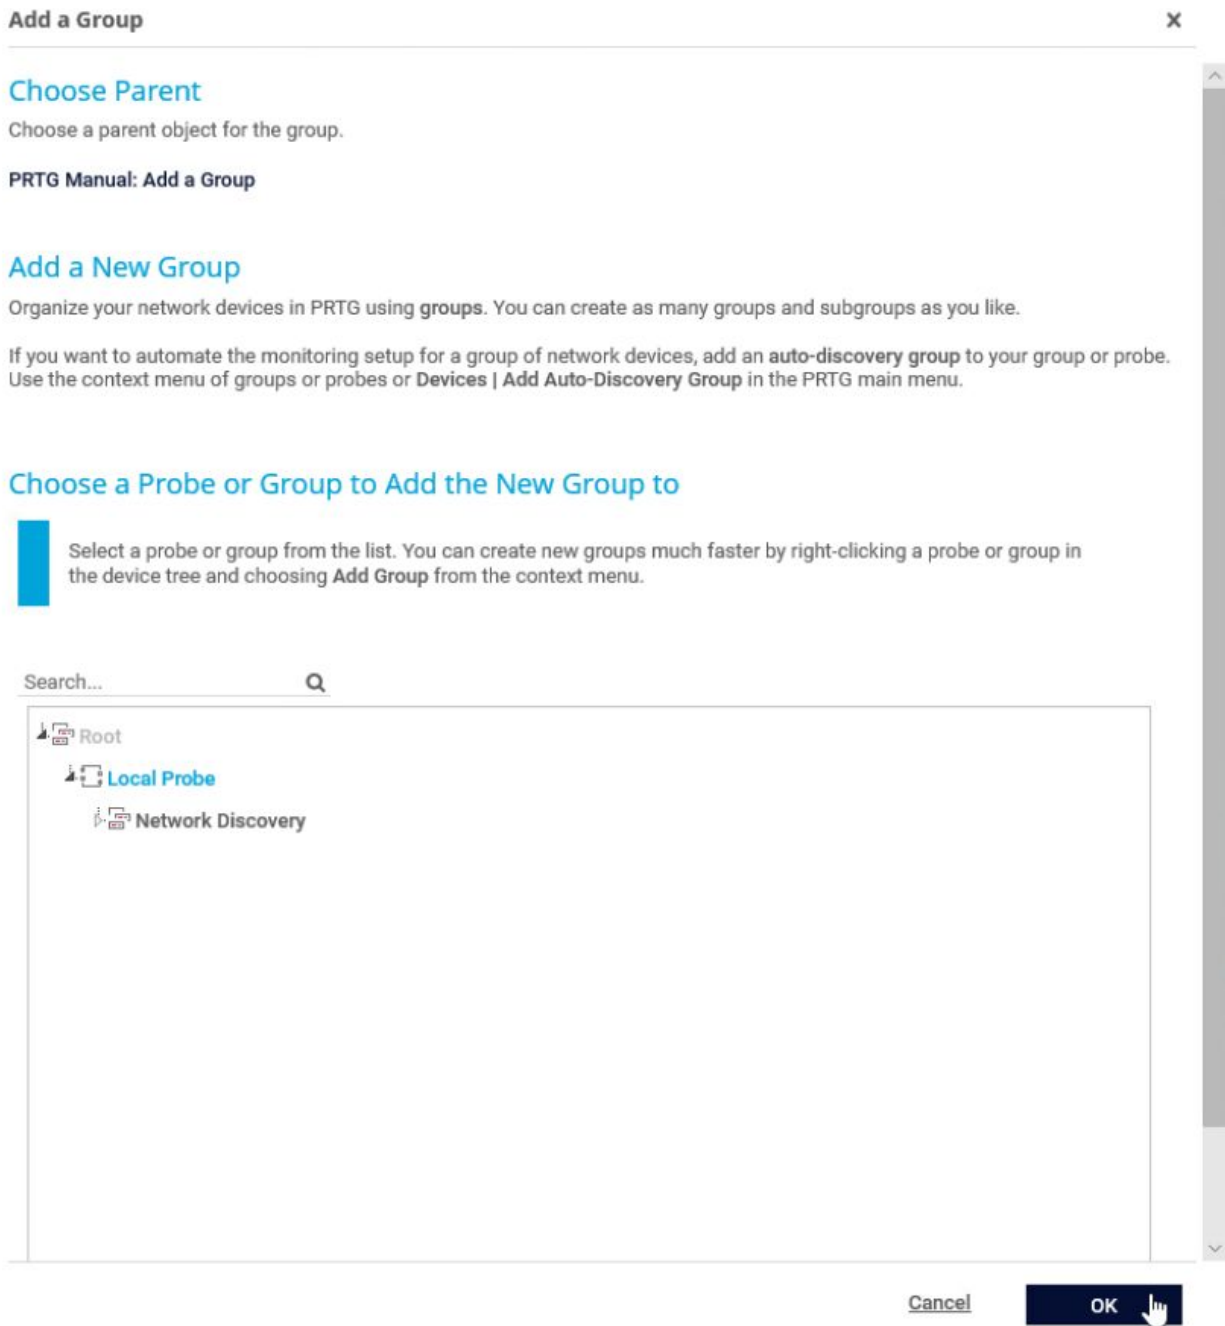 Add a Group
Choose Parent
Choose a parent object for the group.
PRTG Manual: Add a Group
Add a New Group
Organize your network devices in PRTG using groups. You can create as many groups and subgroups as you like.
If you want to automate the monitoring setup for a group of network devices, add an auto-discovery group to your group or probe.
Use the context menu of groups or probes or Devices | Add Auto-Discovery Group in the PRTG main menu.
Choose a Probe or Group to Add the New Group to
Select a probe or group from the list. You can create new groups much faster by right-clicking a probe or group in
the device tree and choosing Add Group from the context menu.
Search...
Root
Local Probe
Network Discovery
Cancel
OK